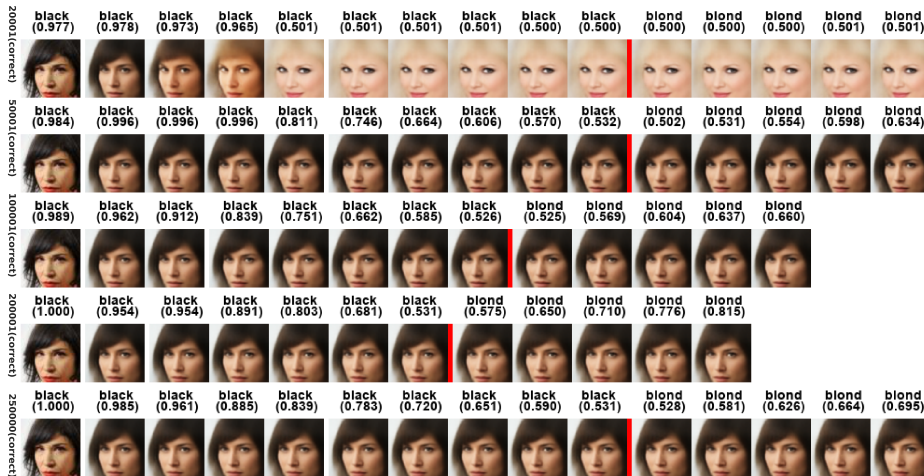 20001(correct)
black black black black black black black black black black blond blond blond blond blond
(0.977) (0.978) (0.973) (0.965) (0.501) (0.501) (0.501) (0.501) (0.500) (0.500) (0.500) (0.500) (0.500) (0.501) (0.501)
50001(correct)
black black black black black black black black black black blond blond blond blond blond
(0.984) (0.996) (0.996) (0.996) (0.811) (0.746) (0.664) (0.606) (0.570) (0.532) (0.502) (0.531) (0.554) (0.598) (0.634)
100001(correct)
black black black black black black black black blond blond blond blond blond
(0.989) (0.962) (0.912) (0.839) (0.751) (0.662) (0.585) (0.526) (0.525) (0.569) (0.604) (0.637) (0.660)
200001(correct)
black black black black black black black blond blond blond blond blond
(1.000) (0.954) (0.954) (0.891) (0.803) (0.681) (0.531) (0.575) (0.650) (0.710) (0.776) (0.815)
250000(correct)
black black black black black black black black black black blond blond blond blond blond
(1.000) (0.985) (0.961) (0.885) (0.839) (0.783) (0.720) (0.651) (0.590) (0.531) (0.528) (0.581) (0.626) (0.664) (0.695)